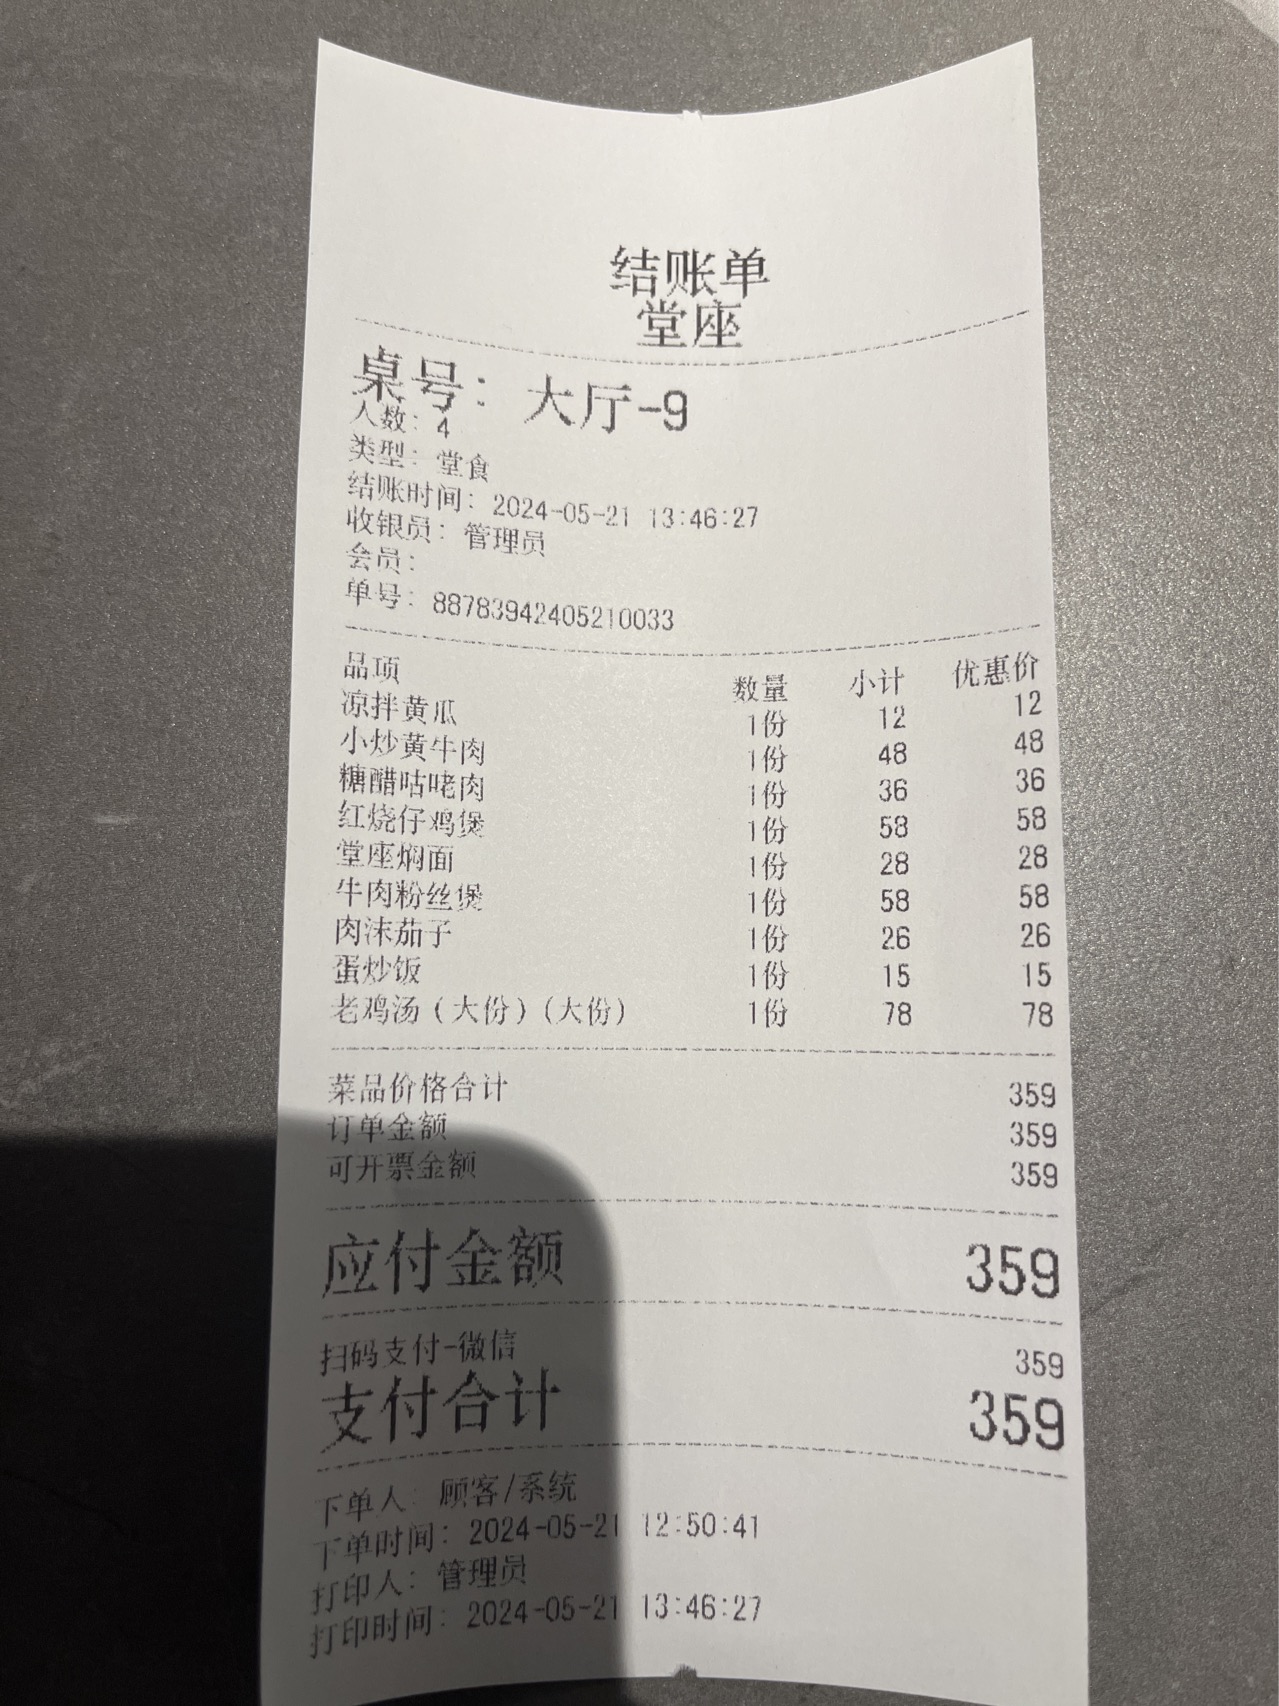 结账单
堂座
桌号：大厅-9
人数：4
类型：堂食
结账时间：2024-05-21 13:46:27
收银员：管理员
会员：
单号：887839424052​10033
品项 数量 小计 优惠价
凉拌黄瓜 1份 12 12
小炒黄牛肉 1份 48 48
糖醋咕咾肉 1份 36 36
红烧仔鸡煲 1份 58 58
堂座焖面 1份 28 28
牛肉粉丝煲 1份 58 58
肉沫茄子 1份 26 26
蛋炒饭 1份 15 15
老鸡汤（大份）(大份) 1份 78 78
菜品价格合计 359
订单金额 359
可开票金额 359
应付金额 359
扫码支付-微信 359
支付合计 359
下单人：顾客/系统
下单时间：2024-05-21 12:50:41
打印人：管理员
打印时间：2024-05-21 13:46:27